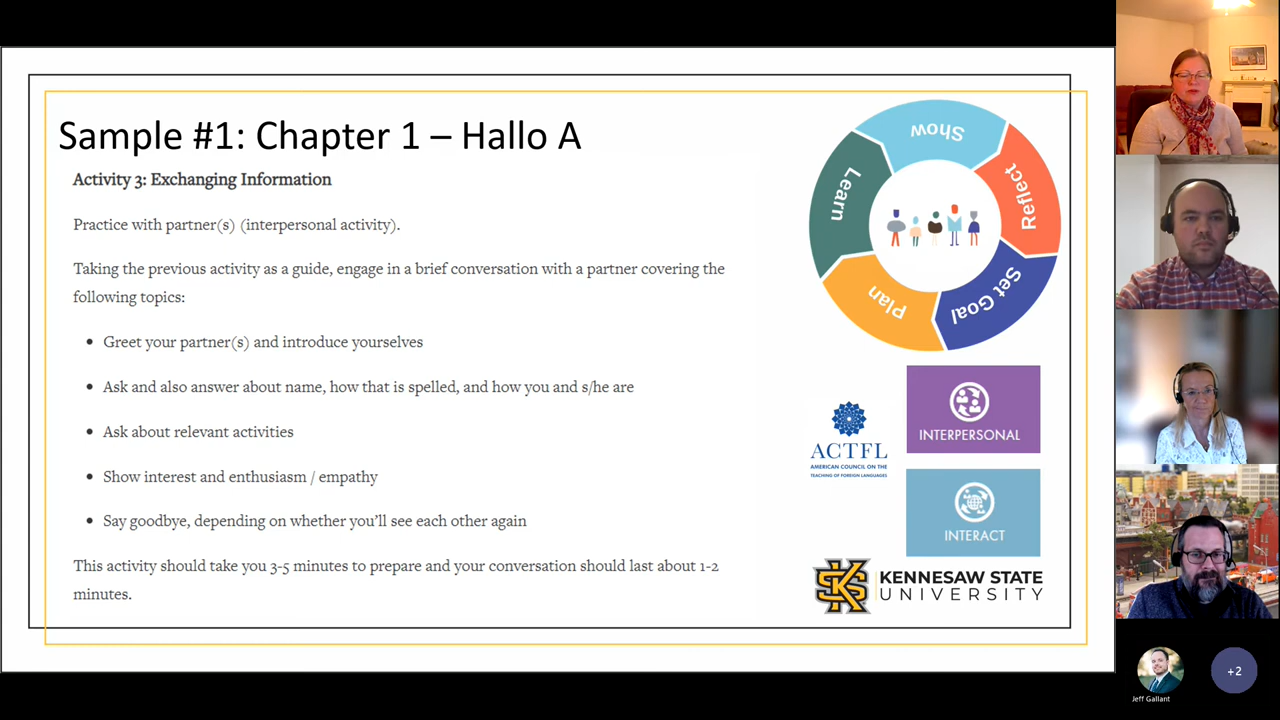 Sample #1: Chapter 1 – Hallo A
Activity 3: Exchanging Information
Practice with partner(s) (interpersonal activity).
Taking the previous activity as a guide, engage in a brief conversation with a partner covering the
following topics:
• Greet your partner(s) and introduce yourselves
• Ask and also answer about name, how that is spelled, and how you and s/he are
• Ask about relevant activities
• Show interest and enthusiasm / empathy
• Say goodbye, depending on whether you’ll see each other again
This activity should take you 3-5 minutes to prepare and your conversation should last about 1-2
minutes.
Show
Reflect
Set Goal
Plan
Learn
INTERPERSONAL
ACTFL
AMERICAN COUNCIL ON THE
TEACHING OF FOREIGN LANGUAGES
INTERACT
KS
KENNESAW STATE
UNIVERSITY
Jeff Gallant
+2